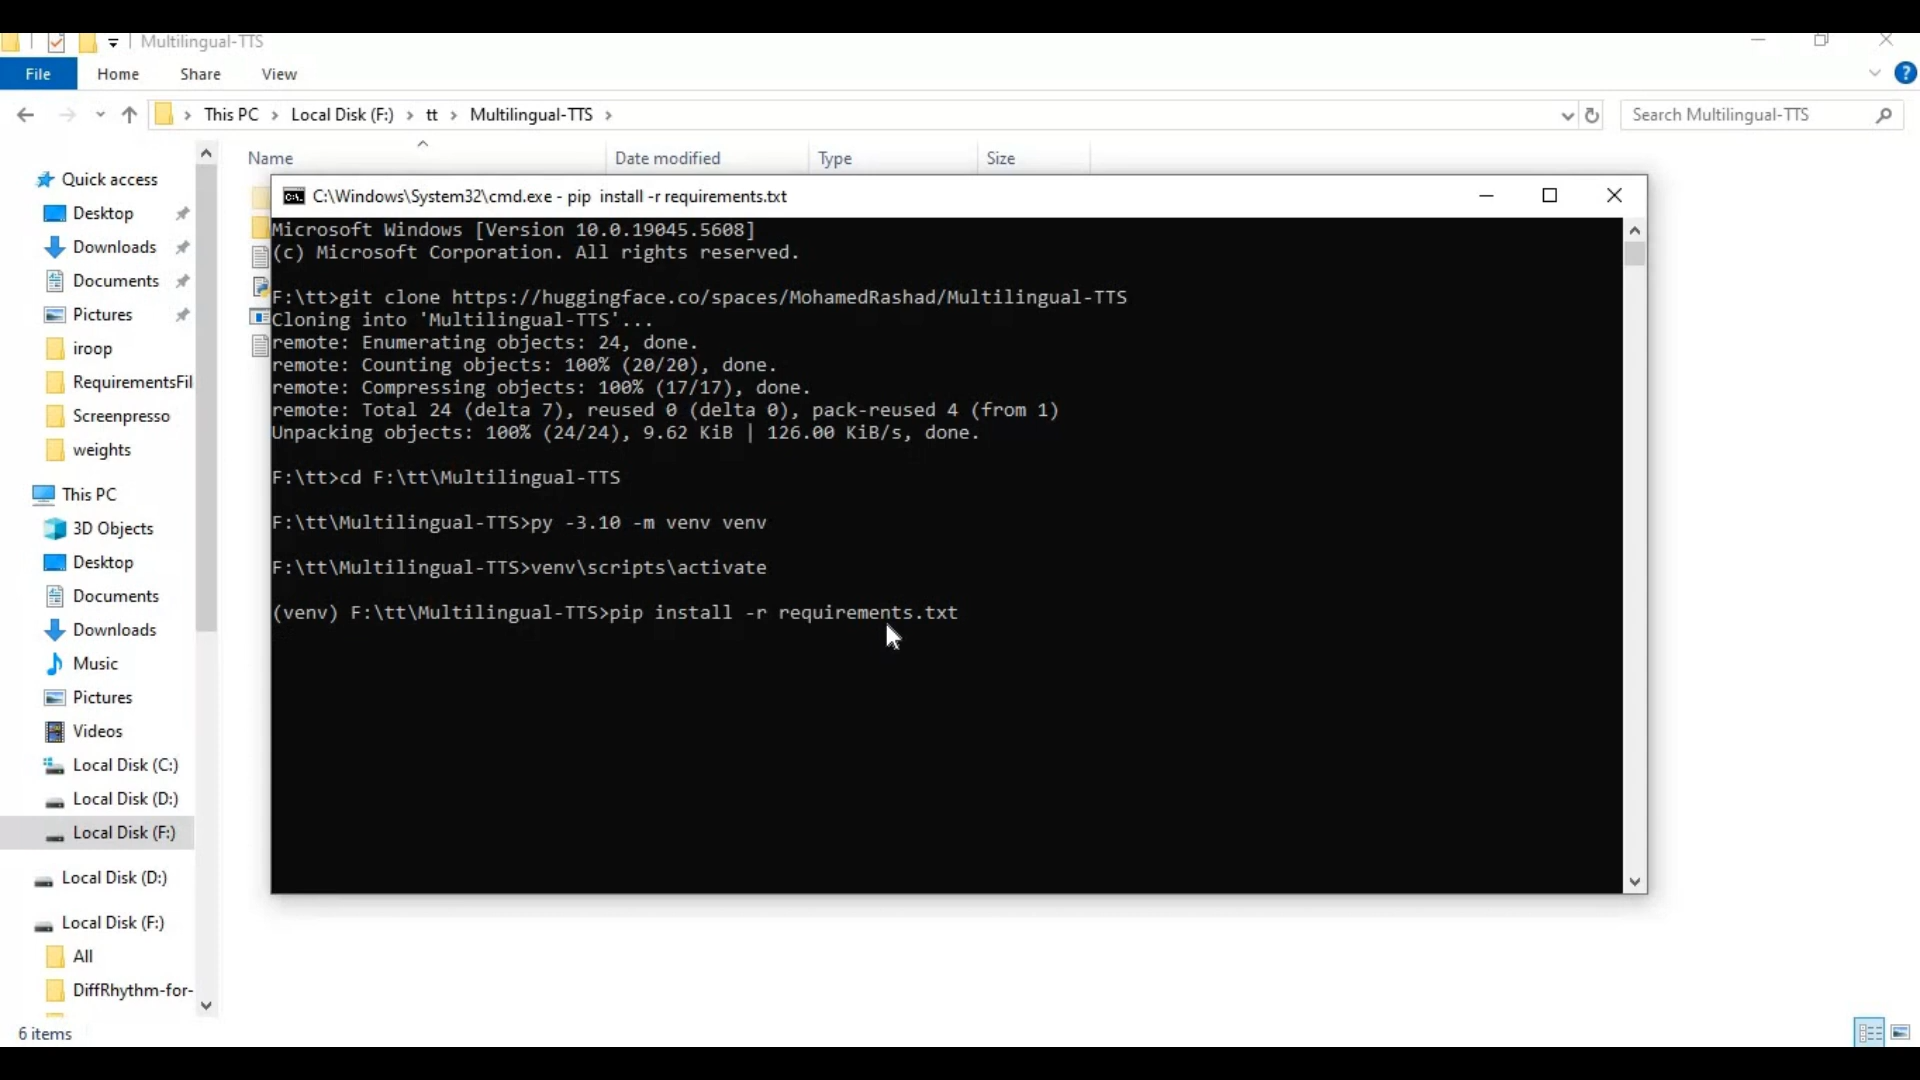 Multilingual-TTS
File Home Share View
This PC Local Disk (F:) tt Multilingual-TTS
Search Multilingual-TTS
Name Date modified Type Size
Quick access
Desktop
Downloads
Documents
Pictures
iroop
RequirementsFil
Screenpresso
weights
This PC
3D Objects
Desktop
Documents
Downloads
Music
Pictures
Videos
Local Disk (C:)
Local Disk (D:)
Local Disk (F:)
Local Disk (D:)
Local Disk (F:)
All
DiffRhythm-for-
6 items
C:\Windows\System32\cmd.exe - pip  install -r requirements.txt
Microsoft Windows [Version 10.0.19045.5608]
(c) Microsoft Corporation. All rights reserved.
F:\tt>git clone https://huggingface.co/spaces/MohamedRashad/Multilingual-TTS
Cloning into 'Multilingual-TTS'...
remote: Enumerating objects: 24, done.
remote: Counting objects: 100% (20/20), done.
remote: Compressing objects: 100% (17/17), done.
remote: Total 24 (delta 7), reused 0 (delta 0), pack-reused 4 (from 1)
Unpacking objects: 100% (24/24), 9.62 KiB | 126.00 KiB/s, done.
F:\tt>cd F:\tt\Multilingual-TTS
F:\tt\Multilingual-TTS>py -3.10 -m venv venv
F:\tt\Multilingual-TTS>venv\scripts\activate
(venv) F:\tt\Multilingual-TTS>pip install -r requirements.txt